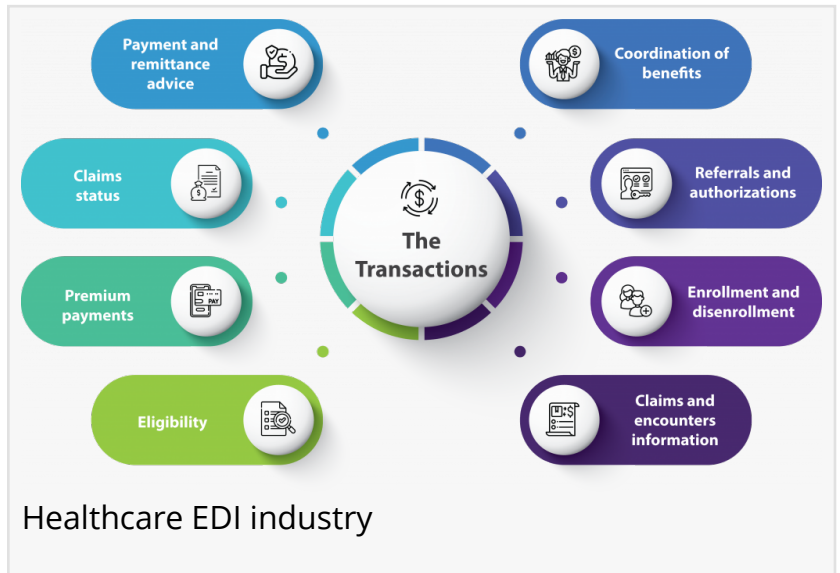 Payment and
remittance
advice
Coordination of
benefits
Claims
status
Referrals and
authorizations
The
Transactions
Premium
payments
PAY
Enrollment and
disenrollment
Eligibility
Claims and
encounters
information
Healthcare EDI industry